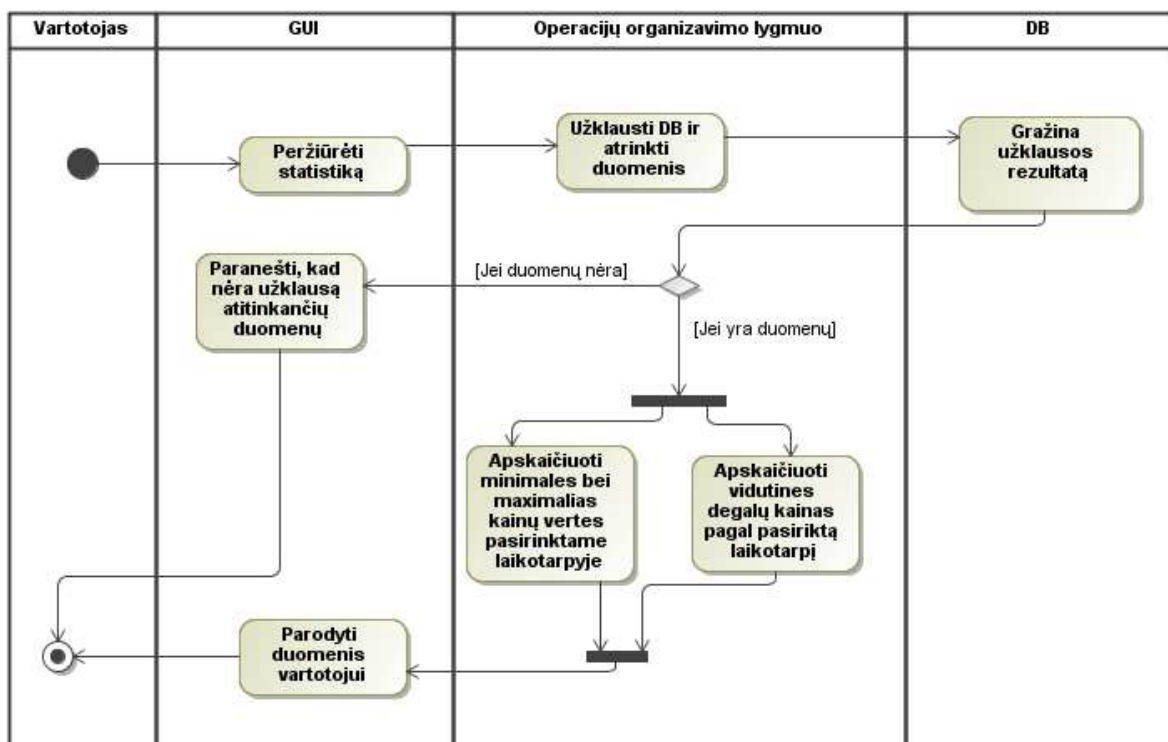 Vartotojas
GUI
Operacijų organizavimo lygmuo
DB
Peržiūrėti
statistiką
Užklausti DB ir
atrinkti
duomenis
Gražina
užklausos
rezultatą
Paranešti, kad
nėra užklausą
atitinkančių
duomenų
[Jei duomenų nėra]
[Jei yra duomenų]
Apskaičiuoti
minimales bei
maximalias
kainų vertes
pasirinktame
laikotarpyje
Apskaičiuoti
vidutines
degalų kainas
pagal pasiriktą
laikotarpį
Parodyti
duomenis
vartotojui